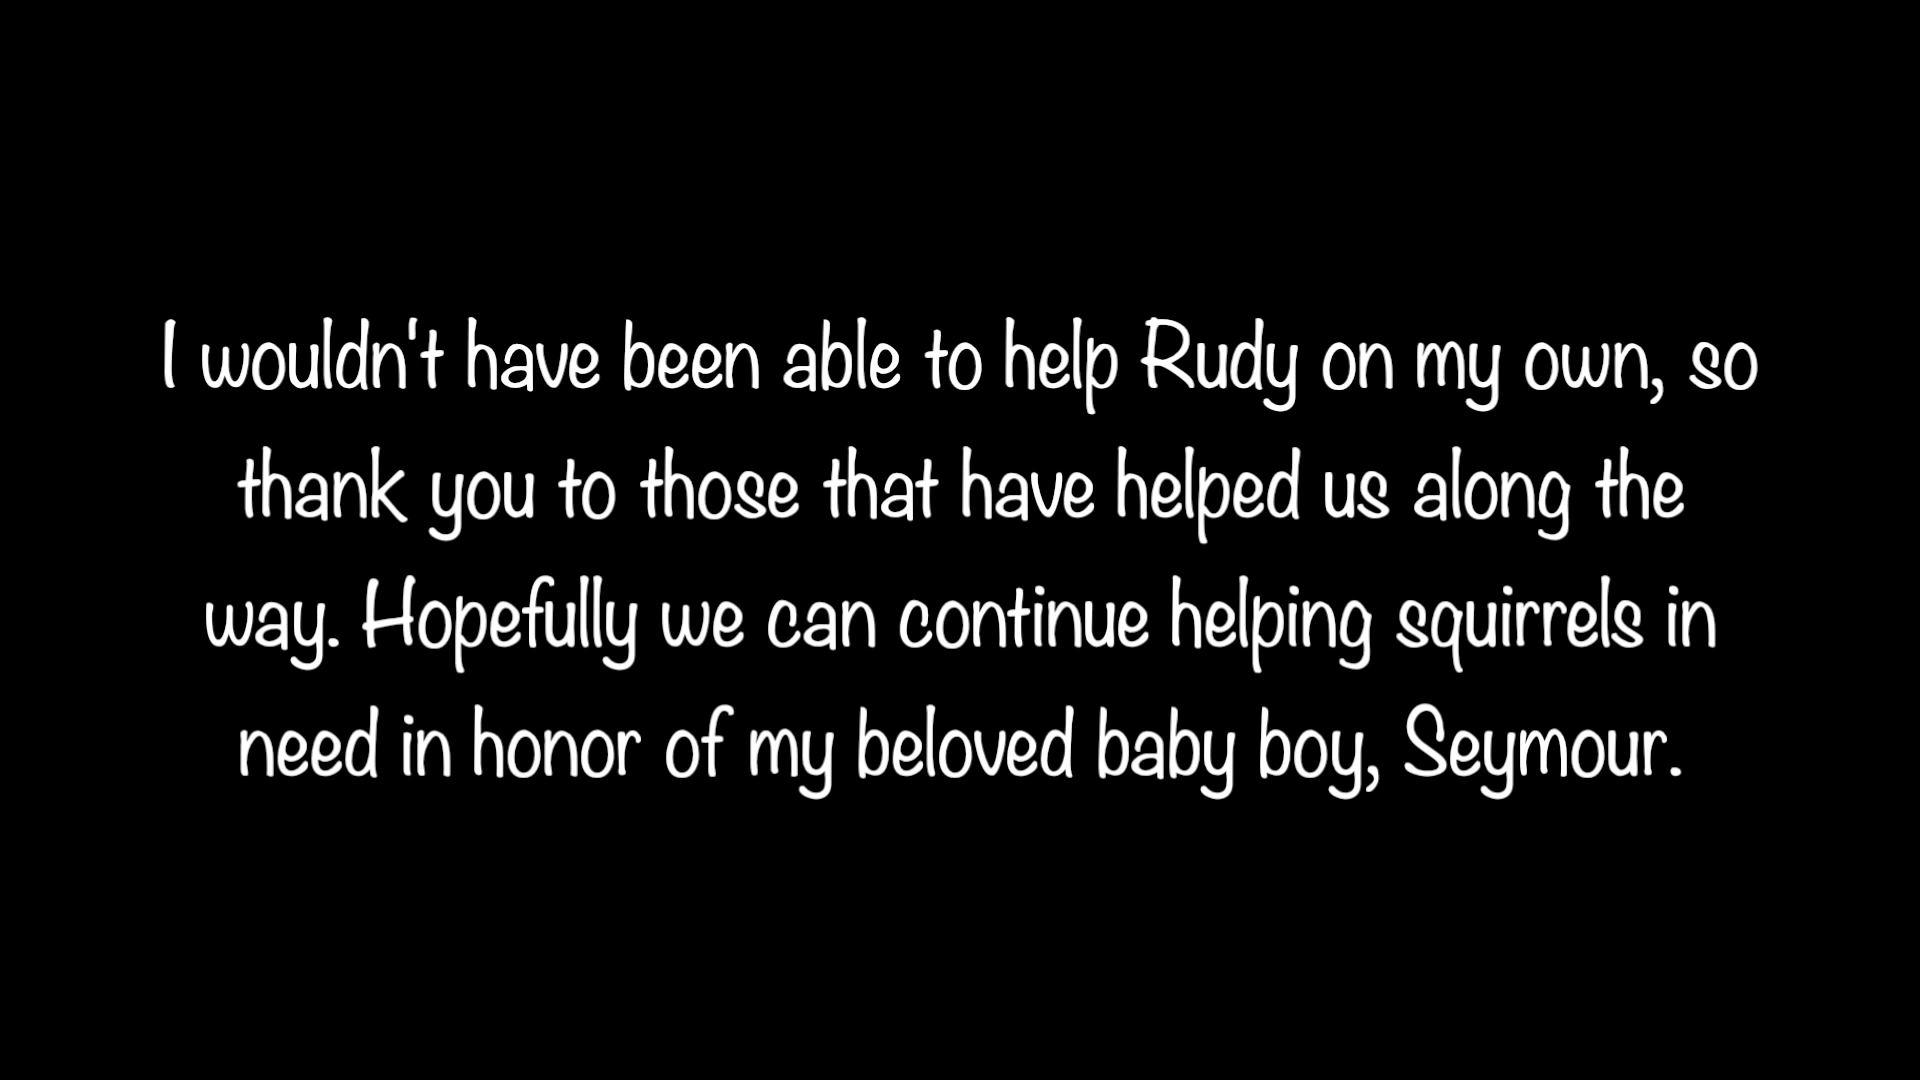 I wouldn't have been able to help Rudy on my own, so
thank you to those that have helped us along the
way. Hopefully we can continue helping squirrels in
need in honor of my beloved baby boy, Seymour.